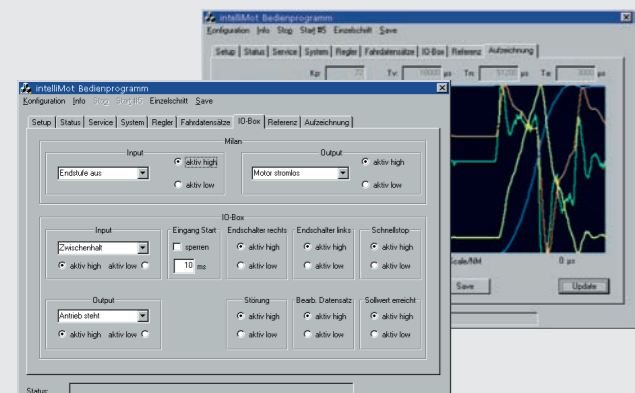 intelliMot Bedienprogramm
Konfiguration Info Stop Start #5 Einzelschritt Save
Setup Status Service System Regler Fahrdatensätze IO-Box Referenz Aufzeichnung
Kp: 22 Tv: 10000 µs Tn: 51200 µs Ta: 3000 µs
Scale/NM 0 µs
Save Update
intelliMot Bedienprogramm
Konfiguration Info Stop Start #5 Einzelschritt Save
Setup Status Service System Regler Fahrdatensätze IO-Box Referenz Aufzeichnung
Milan
Input Output
Endstufe aus aktiv high Motor stromlos aktiv high
aktiv low aktiv low
IO-Box
Input Eingang Start Endschalter rechts Endschalter links Schnellstop
Zwischenhalt sperren aktiv high aktiv high aktiv high
aktiv high aktiv low 10 ms aktiv low aktiv low aktiv low
Output Störung Bearb. Datensatz Sollwert erreicht
Antrieb steht aktiv high aktiv high aktiv high
aktiv high aktiv low aktiv low aktiv low aktiv low
Status: